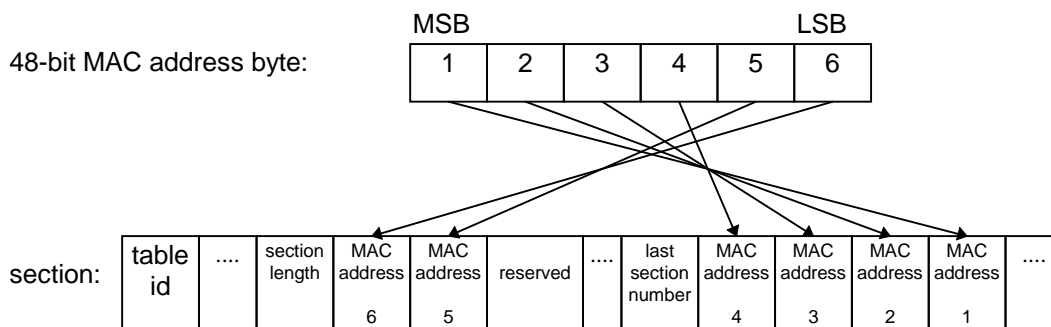 MSB LSB
48-bit MAC address byte: 1 2 3 4 5 6
section: table id .... section length MAC address 6 MAC address 5 reserved .... last section number MAC address 4 MAC address 3 MAC address 2 MAC address 1 ....